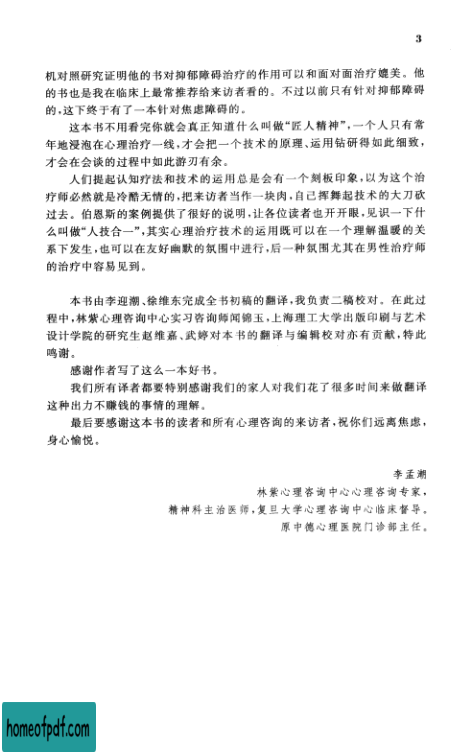 3
机对照研究证明他的书对抑郁障碍治疗的作用可以和面对面治疗媲美。他
的书也是我在临床上最常推荐给来访者看的。不过以前只有针对抑郁障碍
的,这下终于有了一本针对焦虑障碍的。
这本书不用看完你就会真正知道什么叫做“匠人精神”,一个人只有常
年地浸泡在心理治疗一线,才会把一个技术的原理、运用钻研得如此细致,
才会在会谈的过程中如此游刃有余。
人们提起认知疗法和技术的运用总是会有一个刻板印象,以为这个治
疗师必然就是冷酷无情的,把来访者当作一块肉,自己挥舞起技术的大刀砍
过去。伯恩斯的案例提供了很好的说明,让各位读者也开开眼,见识一下什
么叫做“人技合一”,其实心理治疗技术的运用既可以在一个理解温暖的关
系下发生,也可以在友好幽默的氛围中进行,后一种氛围尤其在男性治疗师
的治疗中容易见到。
本书由李迎潮、徐维东完成全书初稿的翻译,我负责二稿校对。在此过
程中,林紫心理咨询中心实习咨询师闻锦玉,上海理工大学出版印刷与艺术
设计学院的研究生赵维嘉、武婷对本书的翻译与编辑校对亦有贡献,特此
鸣谢。
感谢作者写了这么一本好书。
我们所有译者都要特别感谢我们的家人对我们花了很多时间来做翻译
这种出力不赚钱的事情的理解。
最后要感谢这本书的读者和所有心理咨询的来访者,祝你们远离焦虑,
身心愉悦。
李孟潮
林紫心理咨询中心心理咨询专家,
精神科主治医师,复旦大学心理咨询中心临床督导。
原中德心理医院门诊部主任。
homeofpdf.com